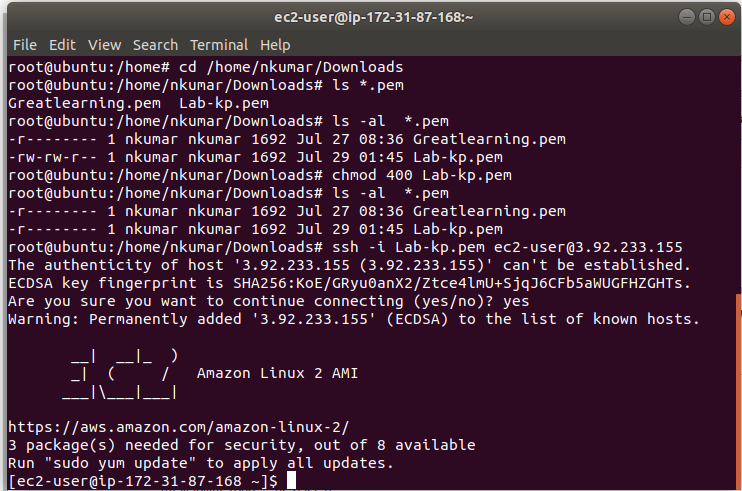 ec2-user@ip-172-31-87-168:~
File Edit View Search Terminal Help
root@ubuntu:/home# cd /home/nkumar/Downloads
root@ubuntu:/home/nkumar/Downloads# ls *.pem
Greatlearning.pem  Lab-kp.pem
root@ubuntu:/home/nkumar/Downloads# ls -al  *.pem
-r-------- 1 nkumar nkumar 1692 Jul 27 08:36 Greatlearning.pem
-rw-rw-r-- 1 nkumar nkumar 1692 Jul 29 01:45 Lab-kp.pem
root@ubuntu:/home/nkumar/Downloads# chmod 400 Lab-kp.pem
root@ubuntu:/home/nkumar/Downloads# ls -al  *.pem
-r-------- 1 nkumar nkumar 1692 Jul 27 08:36 Greatlearning.pem
-r-------- 1 nkumar nkumar 1692 Jul 29 01:45 Lab-kp.pem
root@ubuntu:/home/nkumar/Downloads# ssh -i Lab-kp.pem ec2-user@3.92.233.155
The authenticity of host '3.92.233.155 (3.92.233.155)' can't be established.
ECDSA key fingerprint is SHA256:KoE/GRyu0anX2/Ztce4lmU+SjqJ6CFb5aWUGFHZGHTs.
Are you sure you want to continue connecting (yes/no)? yes
Warning: Permanently added '3.92.233.155' (ECDSA) to the list of known hosts.

       __|  __|_  )
       _|  (     /   Amazon Linux 2 AMI
      ___|\___|___|

https://aws.amazon.com/amazon-linux-2/
3 package(s) needed for security, out of 8 available
Run "sudo yum update" to apply all updates.
[ec2-user@ip-172-31-87-168 ~]$